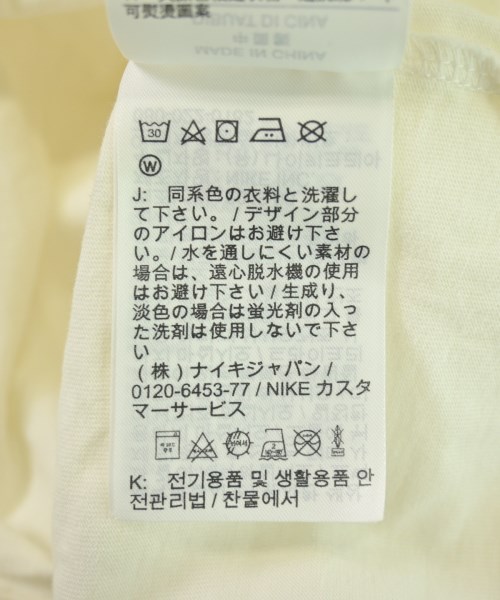 可熨燙圖案
30
W
J: 同系色の衣料と洗濯し
て下さい。/ デザイン部分
のアイロンはお避け下さ
い。/ 水を通しにくい素材の
場合は、遠心脱水機の使用
はお避け下さい / 生成り、
淡色の場合は蛍光剤の入っ
た洗剤は使用しないで下さ
い
(株) ナイキジャパン /
0120-6453-77 / NIKE カスタ
マーサービス
K: 전기용품 및 생활용품 안
전관리법 / 찬물에서